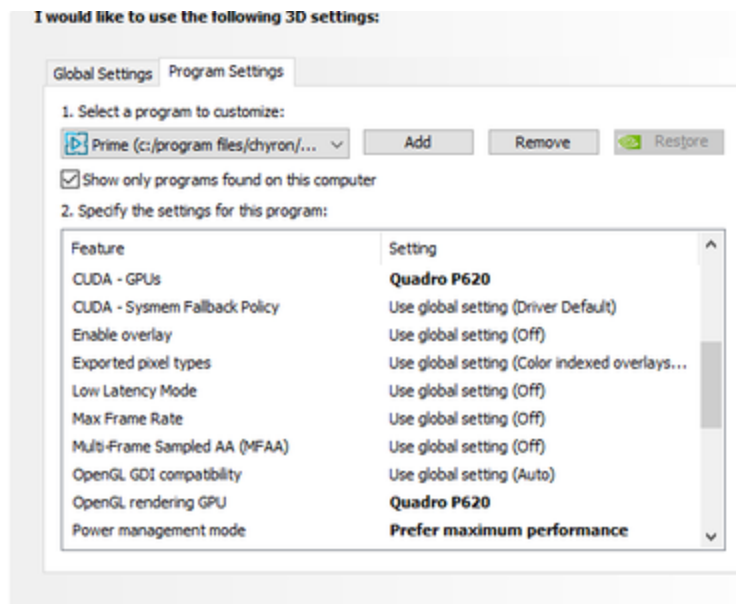 I would like to use the following 3D settings:
Global Settings Program Settings
1. Select a program to customize:
Prime (c:/program files/chyron/... Add Remove Restore
Show only programs found on this computer
2. Specify the settings for this program:
Feature Setting
CUDA - GPUs Quadro P620
CUDA - Sysmem Fallback Policy Use global setting (Driver Default)
Enable overlay Use global setting (Off)
Exported pixel types Use global setting (Color indexed overlays...
Low Latency Mode Use global setting (Off)
Max Frame Rate Use global setting (Off)
Multi-Frame Sampled AA (MFAA) Use global setting (Off)
OpenGL GDI compatibility Use global setting (Auto)
OpenGL rendering GPU Quadro P620
Power management mode Prefer maximum performance